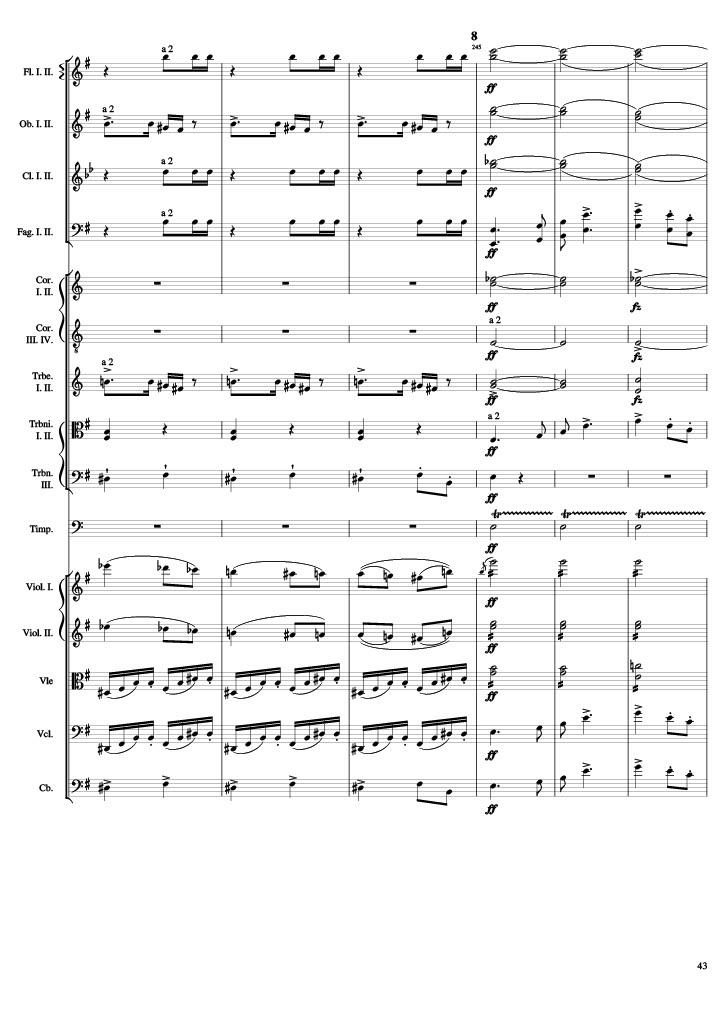 8
245
a 2
Fl. I. II.
ff
a 2
Ob. I. II.
ff
a 2
Cl. I. II.
ff
a 2
Fag. I. II.
ff
Cor.
I. II.
ff
fz
a 2
Cor.
III. IV.
ff
fz
a 2
Trbe.
I. II.
ff
fz
a 2
Trbni.
I. II.
ff
Trbn.
III.
ff
tr tr tr
Timp.
ff
Viol. I.
ff
Viol. II.
ff
Vle
ff
Vcl.
ff
Cb.
ff
43